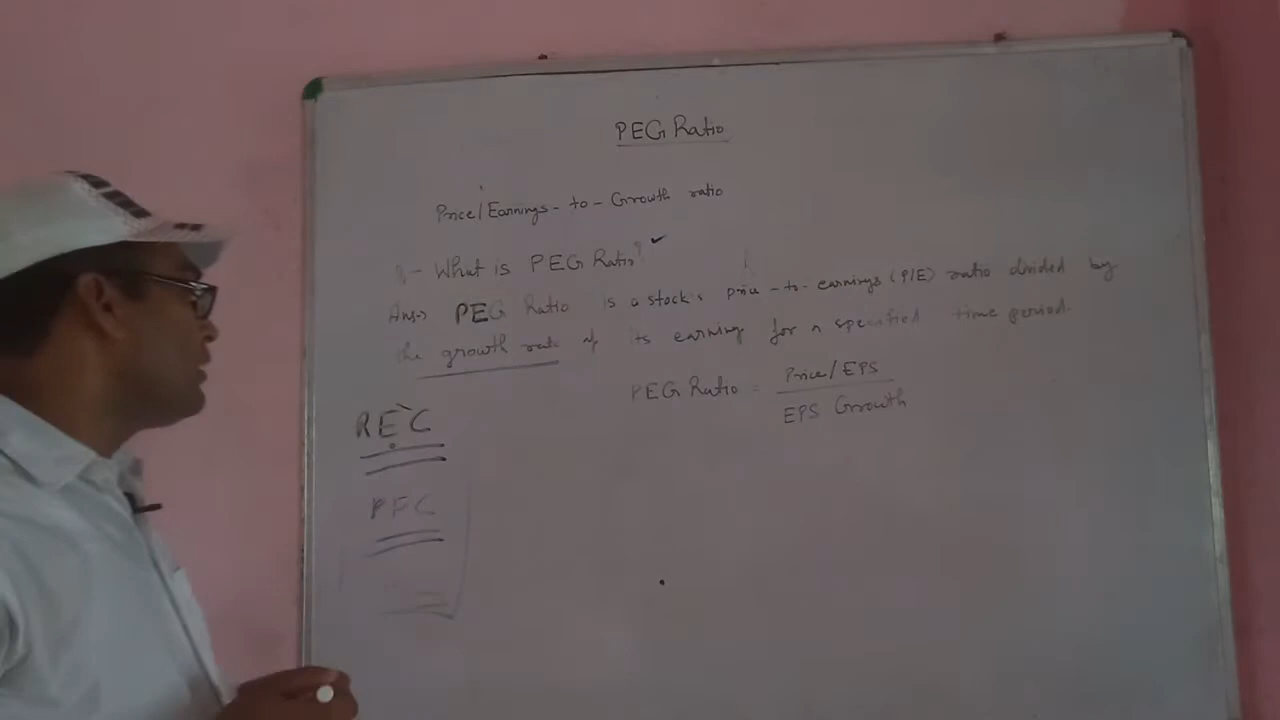 PEG Ratio
Price/Earnings-to-Growth ratio
Q- What is PEG Ratio?
Ans→ PEG Ratio is a stock's price-to-earnings (P/E) ratio divided by
the growth rate of its earning for a specified time period.
PEG Ratio = Price/EPS
EPS Growth
REC
PFC